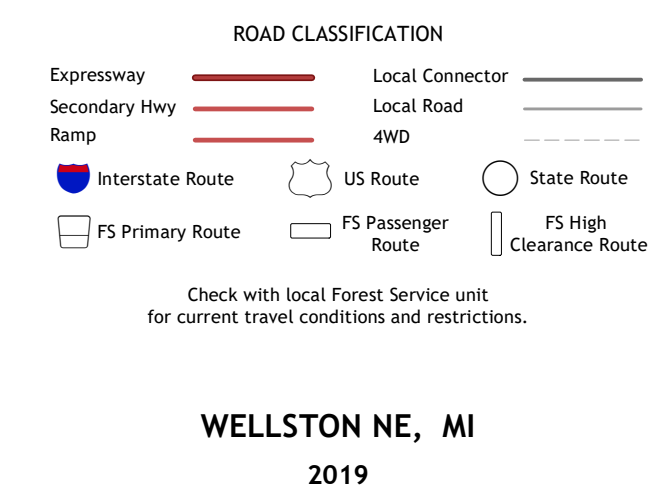 ROAD CLASSIFICATION
Expressway
Local Connector
Secondary Hwy
Local Road
Ramp
4WD
Interstate Route
US Route
State Route
FS Primary Route
FS Passenger
Route
FS High
Clearance Route
Check with local Forest Service unit
for current travel conditions and restrictions.
WELLSTON NE, MI
2019